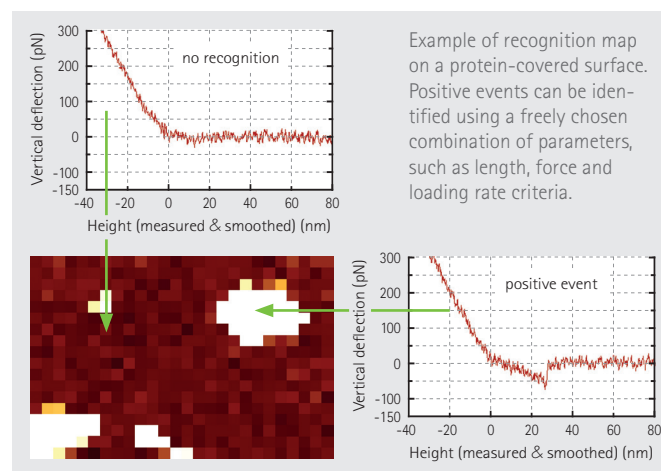 300
200
100
0
-100
-150
-40 -20 0 20 40 60 80
Vertical deflection (pN)
Height (measured & smoothed) (nm)
no recognition
Example of recognition map
on a protein-covered surface.
Positive events can be iden-
tified using a freely chosen
combination of parameters,
such as length, force and
loading rate criteria.
300
200
100
0
-100
-150
-40 -20 0 20 40 60 80
Vertical deflection (pN)
Height (measured & smoothed) (nm)
positive event